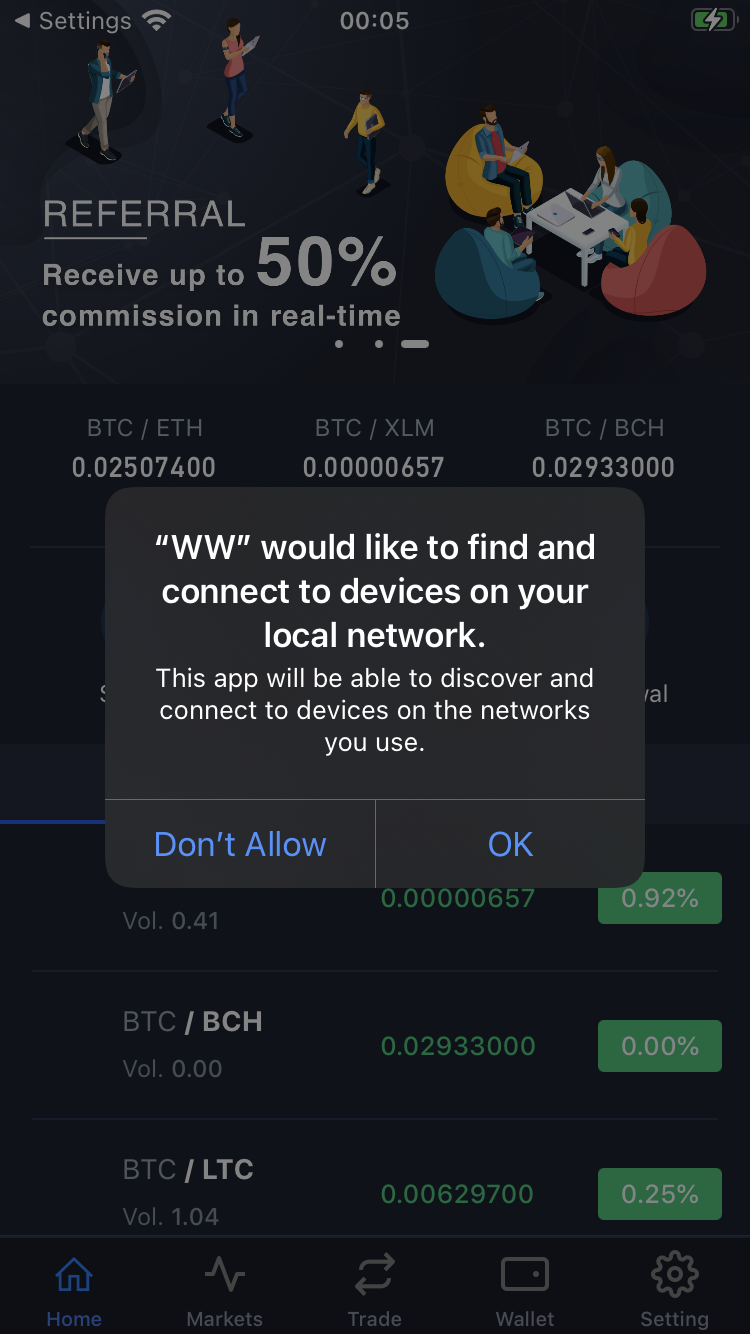 Settings
00:05
REFERRAL
Receive up to 50%
commission in real-time
BTC / ETH BTC / XLM BTC / BCH
0.02507400 0.00000657 0.02933000
“WW” would like to find and
connect to devices on your
local network.
This app will be able to discover and
connect to devices on the networks
you use.
Don’t Allow OK
0.00000657 0.92%
Vol. 0.41
BTC / BCH
0.02933000 0.00%
Vol. 0.00
BTC / LTC
0.00629700 0.25%
Vol. 1.04
Home Markets Trade Wallet Setting